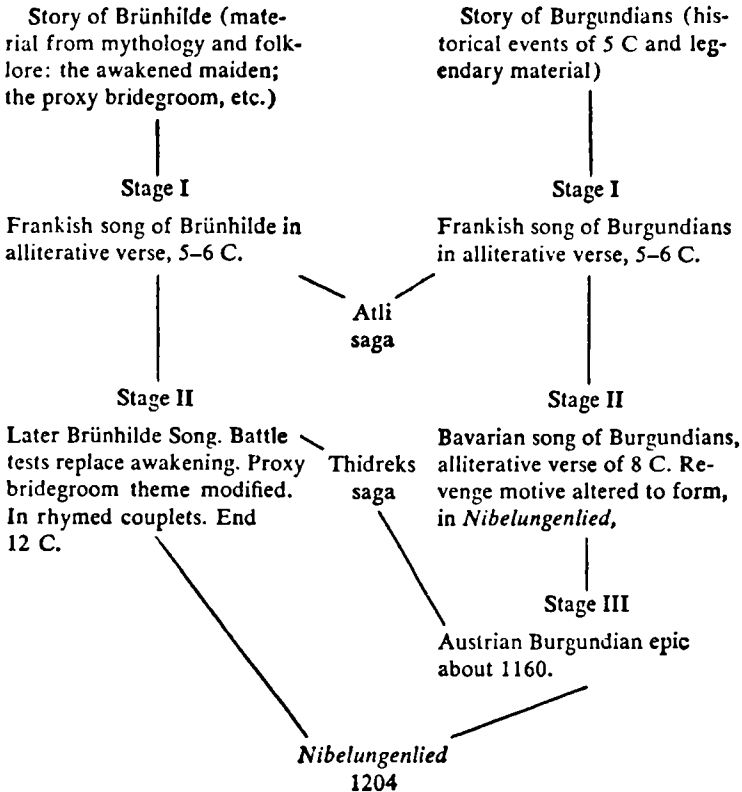 Story of Brünhilde (mate-
rial from mythology and folk-
lore: the awakened maiden;
the proxy bridegroom, etc.)
Story of Burgundians (his-
torical events of 5 C and leg-
endary material)
Stage I
Frankish song of Brünhilde in
alliterative verse, 5–6 C.
Stage I
Frankish song of Burgundians
in alliterative verse, 5–6 C.
Atli
saga
Stage II
Later Brünhilde Song. Battle
tests replace awakening. Proxy
bridegroom theme modified.
In rhymed couplets. End
12 C.
Thidreks
saga
Stage II
Bavarian song of Burgundians,
alliterative verse of 8 C. Re-
venge motive altered to form,
in Nibelungenlied,
Stage III
Austrian Burgundian epic
about 1160.
Nibelungenlied
1204